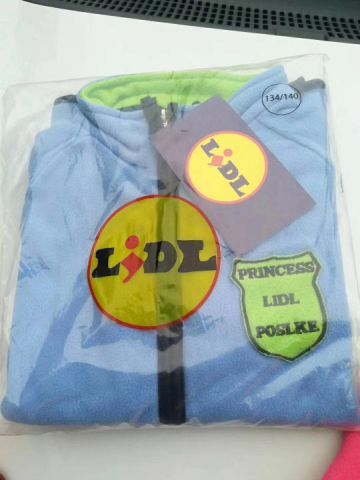 134/140
LiDL
LiDL
PRINCESS
LIDL
POSLKE